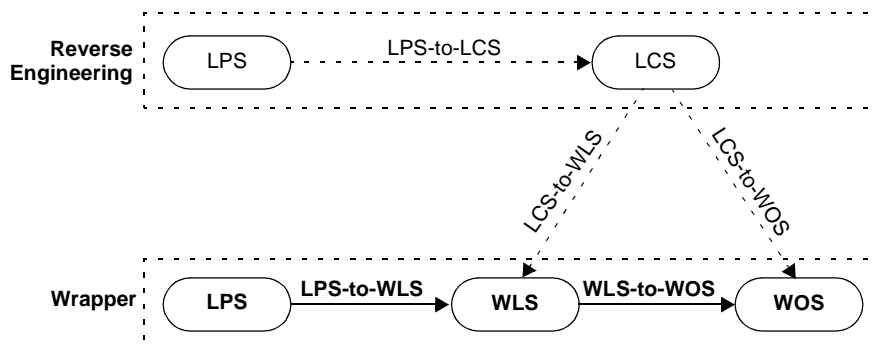 Reverse
Engineering
LPS
LPS-to-LCS
LCS
LCS-to-WLS
LCS-to-WOS
Wrapper
LPS
LPS-to-WLS
WLS
WLS-to-WOS
WOS